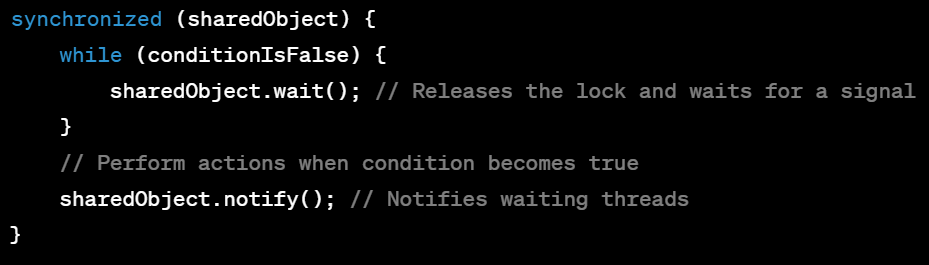 synchronized (sharedObject) {
    while (conditionIsFalse) {
        sharedObject.wait(); // Releases the lock and waits for a signal
    }
    // Perform actions when condition becomes true
    sharedObject.notify(); // Notifies waiting threads
}